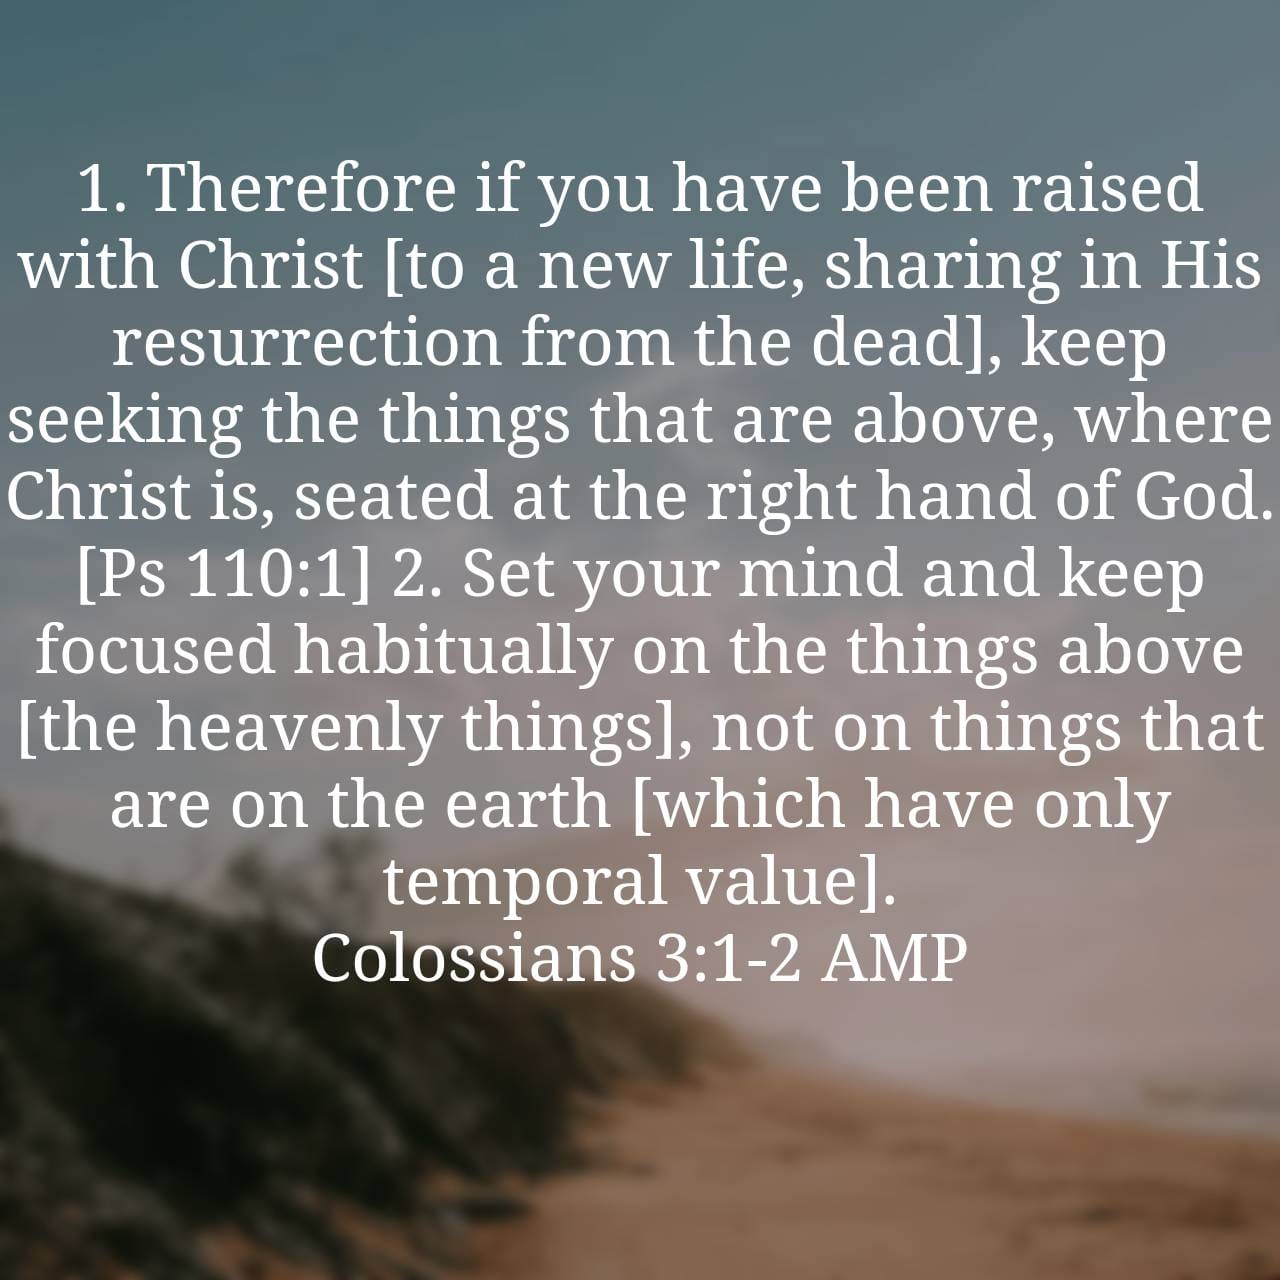 1. Therefore if you have been raised
with Christ [to a new life, sharing in His
resurrection from the dead], keep
seeking the things that are above, where
Christ is, seated at the right hand of God.
[Ps 110:1] 2. Set your mind and keep
focused habitually on the things above
[the heavenly things], not on things that
are on the earth [which have only
temporal value].
Colossians 3:1-2 AMP